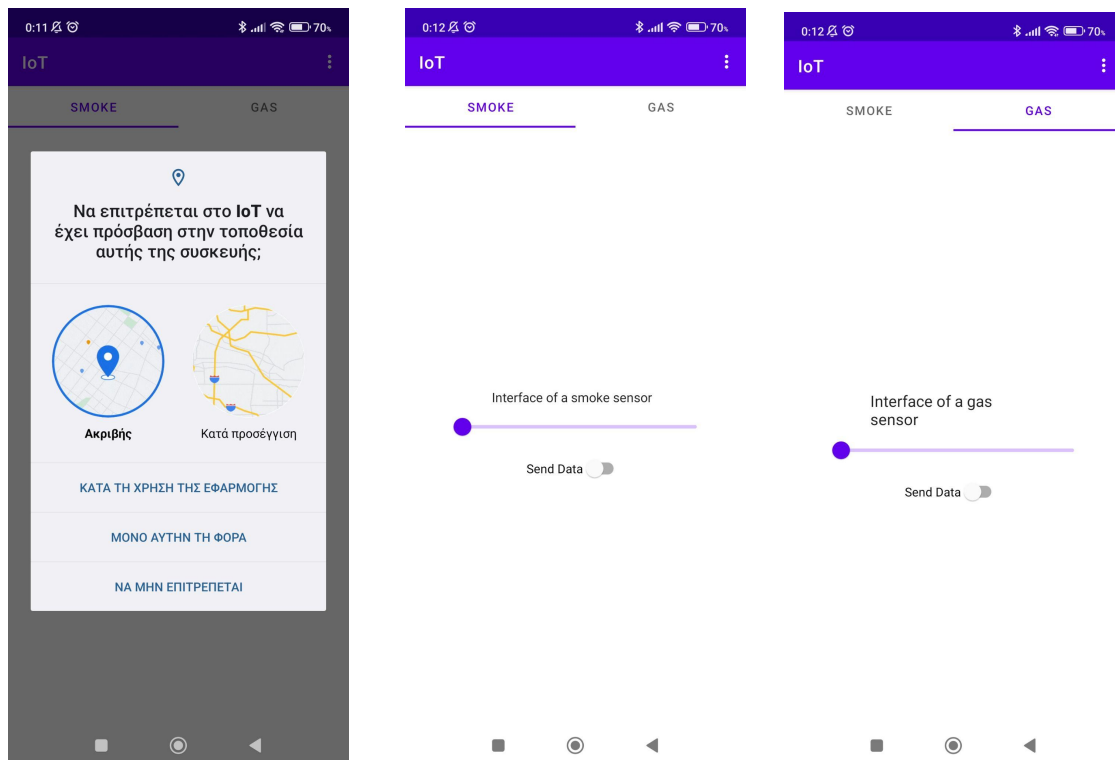 0:11
70%
IoT
SMOKE
GAS
Να επιτρέπεται στο IoT να
έχει πρόσβαση στην τοποθεσία
αυτής της συσκευής;
Ακριβής
Κατά προσέγγιση
ΚΑΤΑ ΤΗ ΧΡΗΣΗ ΤΗΣ ΕΦΑΡΜΟΓΗΣ
ΜΟΝΟ ΑΥΤΗΝ ΤΗ ΦΟΡΑ
ΝΑ ΜΗΝ ΕΠΙΤΡΕΠΕΤΑΙ
0:12
70%
IoT
SMOKE
GAS
Interface of a smoke sensor
Send Data
0:12
70%
IoT
SMOKE
GAS
Interface of a gas
sensor
Send Data